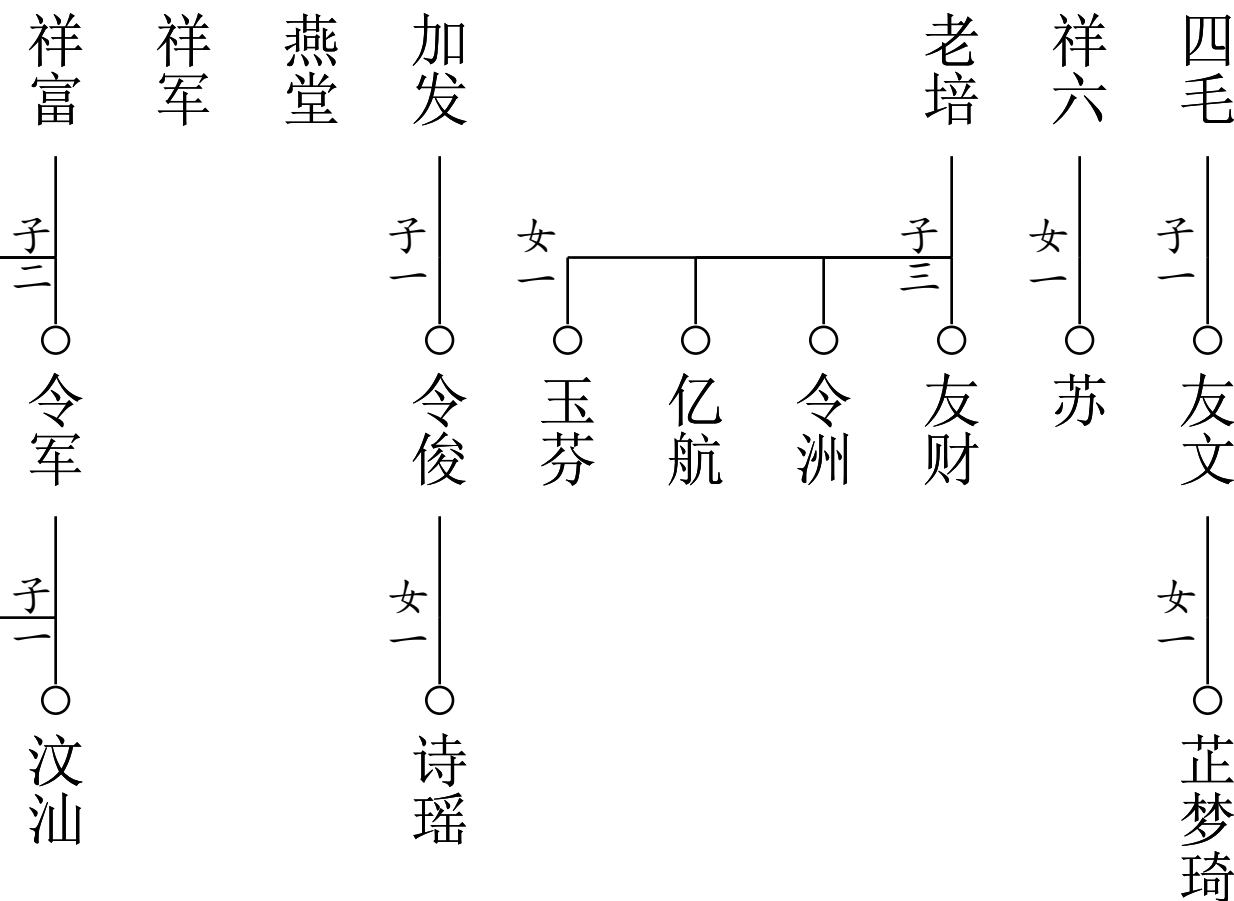 四毛
祥六
老培
加发
燕堂
祥军
祥富
子一
女一
子三
女一
子一
子二
友文
苏
友财
令洲
亿航
玉芬
令俊
令军
女一
女一
子一
芷梦琦
诗瑶
汶汕